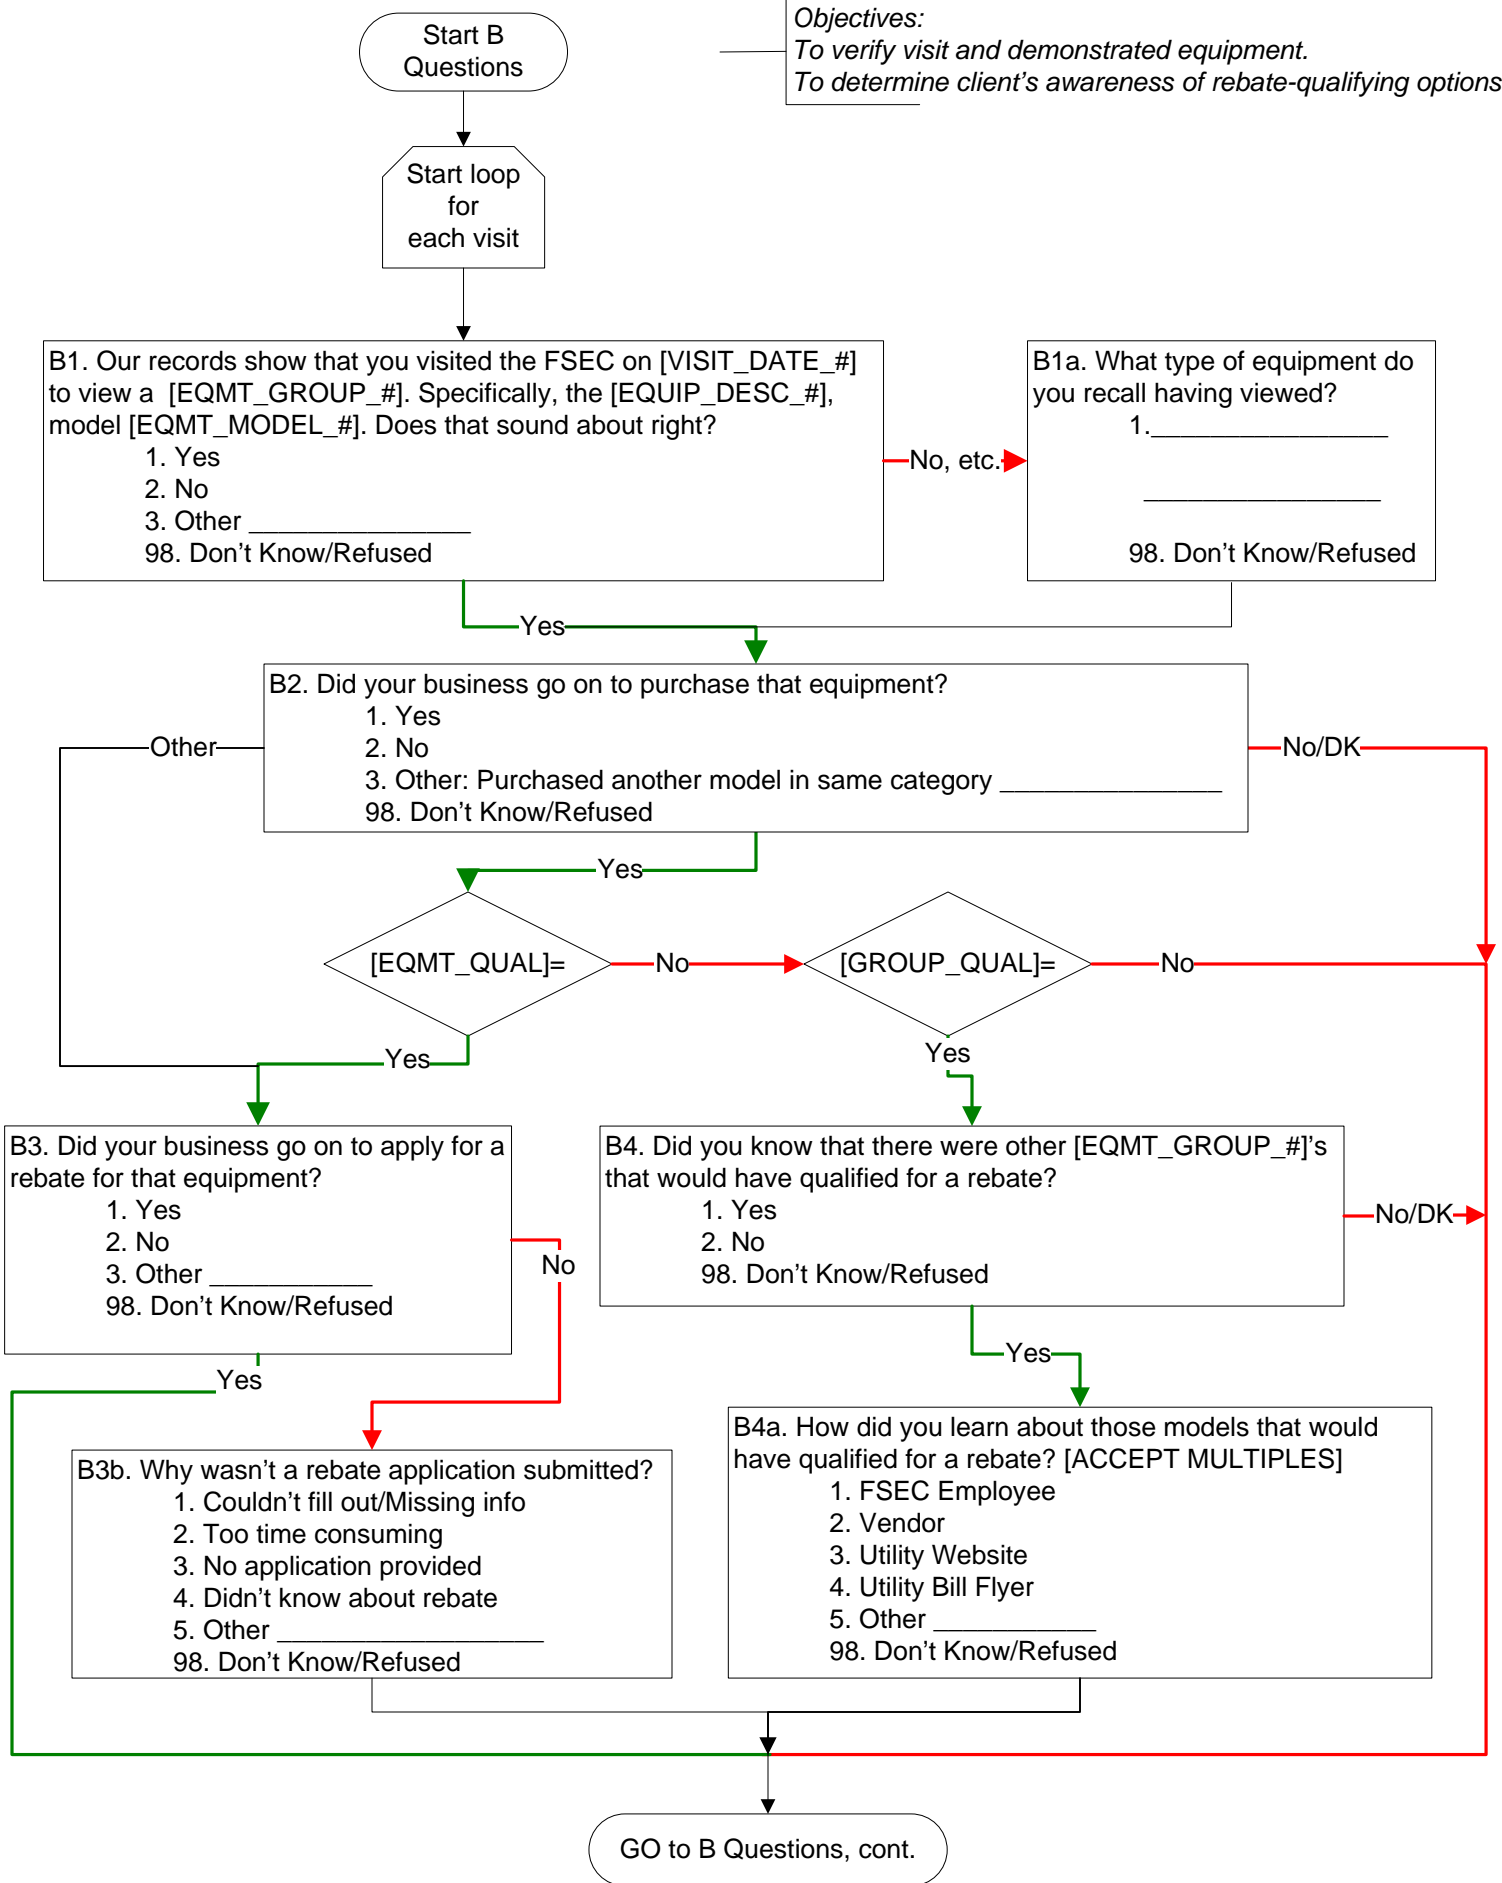 Start B
Questions
Objectives:
To verify visit and demonstrated equipment.
To determine client's awareness of rebate-qualifying options
Start loop
for
each visit
B1. Our records show that you visited the FSEC on [VISIT_DATE_#]
to view a  [EQMT_GROUP_#]. Specifically, the [EQUIP_DESC_#],
model [EQMT_MODEL_#]. Does that sound about right?
1. Yes
2. No
3. Other _______________
98. Don't Know/Refused
No, etc.
B1a. What type of equipment do
you recall having viewed?
1.________________
________________
98. Don't Know/Refused
Yes
B2. Did your business go on to purchase that equipment?
1. Yes
2. No
3. Other: Purchased another model in same category _______________
98. Don't Know/Refused
Other
No/DK
Yes
[EQMT_QUAL]=
No
[GROUP_QUAL]=
No
Yes
Yes
B3. Did your business go on to apply for a
rebate for that equipment?
1. Yes
2. No
3. Other ___________
98. Don't Know/Refused
No
Yes
B4. Did you know that there were other [EQMT_GROUP_#]'s
that would have qualified for a rebate?
1. Yes
2. No
98. Don't Know/Refused
No/DK
Yes
B3b. Why wasn't a rebate application submitted?
1. Couldn't fill out/Missing info
2. Too time consuming
3. No application provided
4. Didn't know about rebate
5. Other __________________
98. Don't Know/Refused
B4a. How did you learn about those models that would
have qualified for a rebate? [ACCEPT MULTIPLES]
1. FSEC Employee
2. Vendor
3. Utility Website
4. Utility Bill Flyer
5. Other ___________
98. Don't Know/Refused
GO to B Questions, cont.